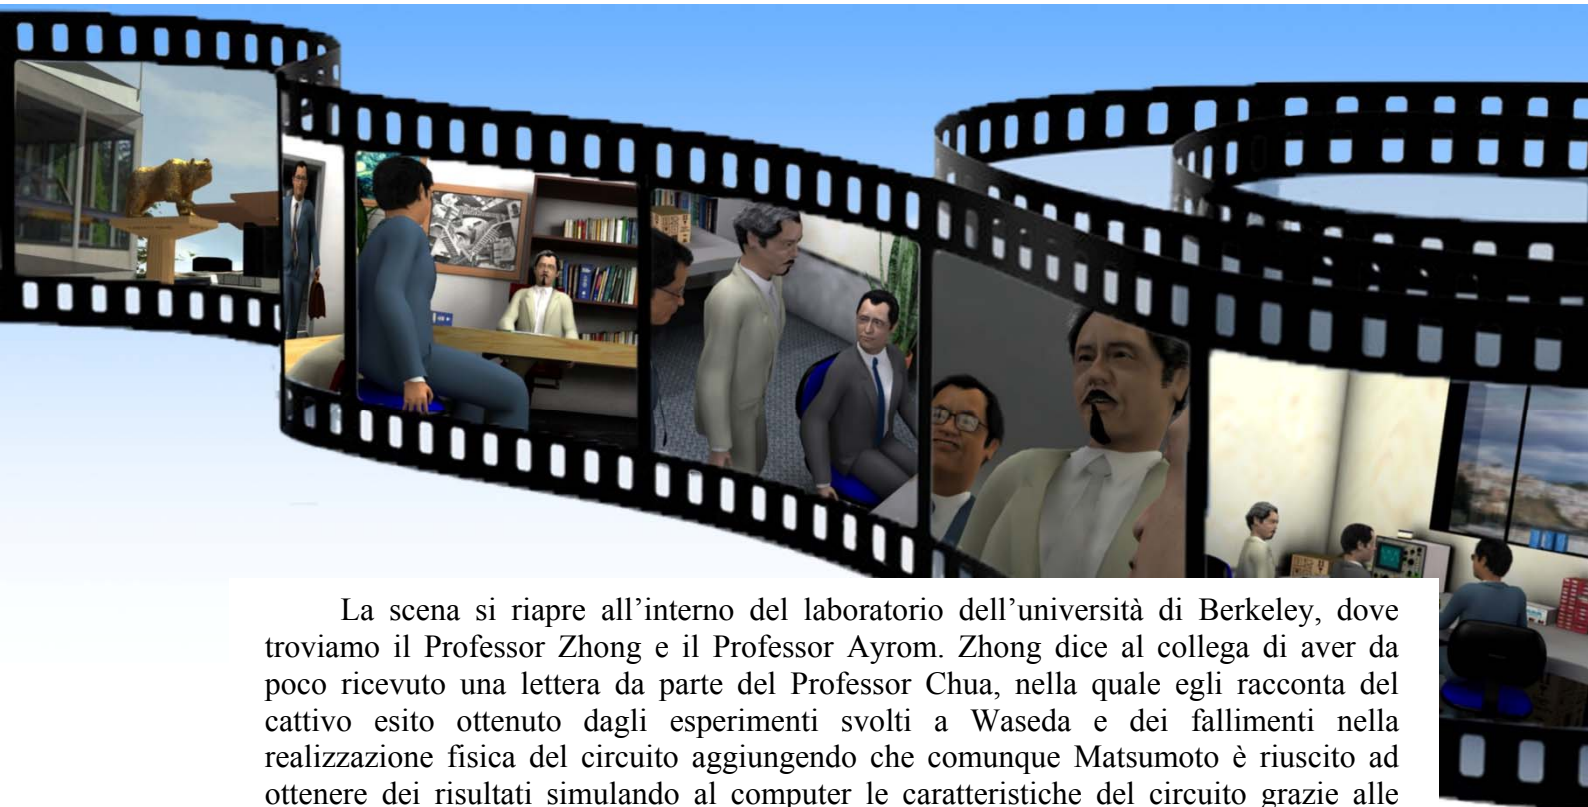 La scena si riapre all’interno del laboratorio dell’università di Berkeley, dove
troviamo il Professor Zhong e il Professor Ayrom. Zhong dice al collega di aver da
poco ricevuto una lettera da parte del Professor Chua, nella quale egli racconta del
cattivo esito ottenuto dagli esperimenti svolti a Waseda e dei fallimenti nella
realizzazione fisica del circuito aggiungendo che comunque Matsumoto è riuscito ad
ottenere dei risultati simulando al computer le caratteristiche del circuito grazie alle